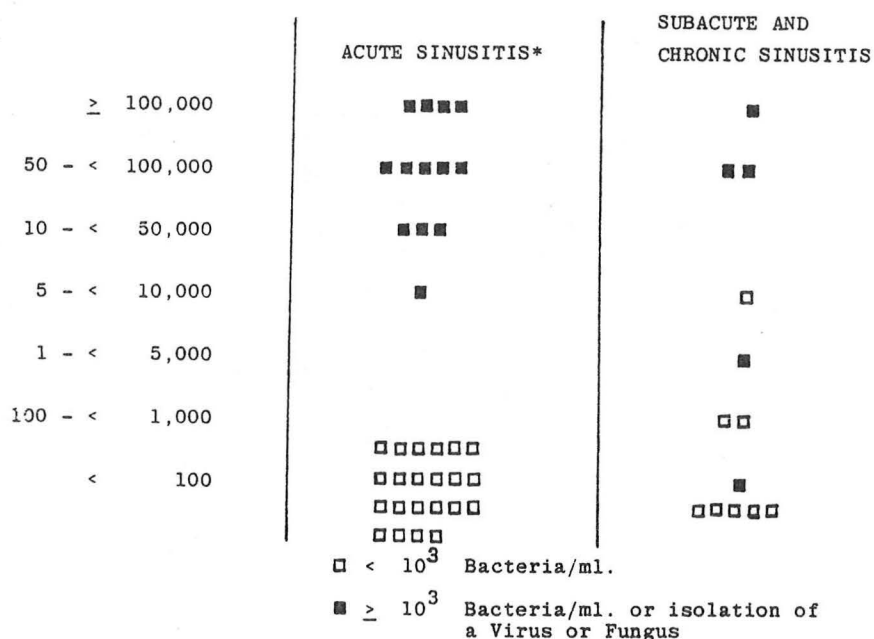 SUBACUTE AND
ACUTE SINUSITIS* CHRONIC SINUSITIS
≥ 100,000
50 - < 100,000
10 - < 50,000
5 - < 10,000
1 - < 5,000
100 - < 1,000
< 100
□ < 10³ Bacteria/ml.
■ ≥ 10³ Bacteria/ml. or isolation of
a Virus or Fungus